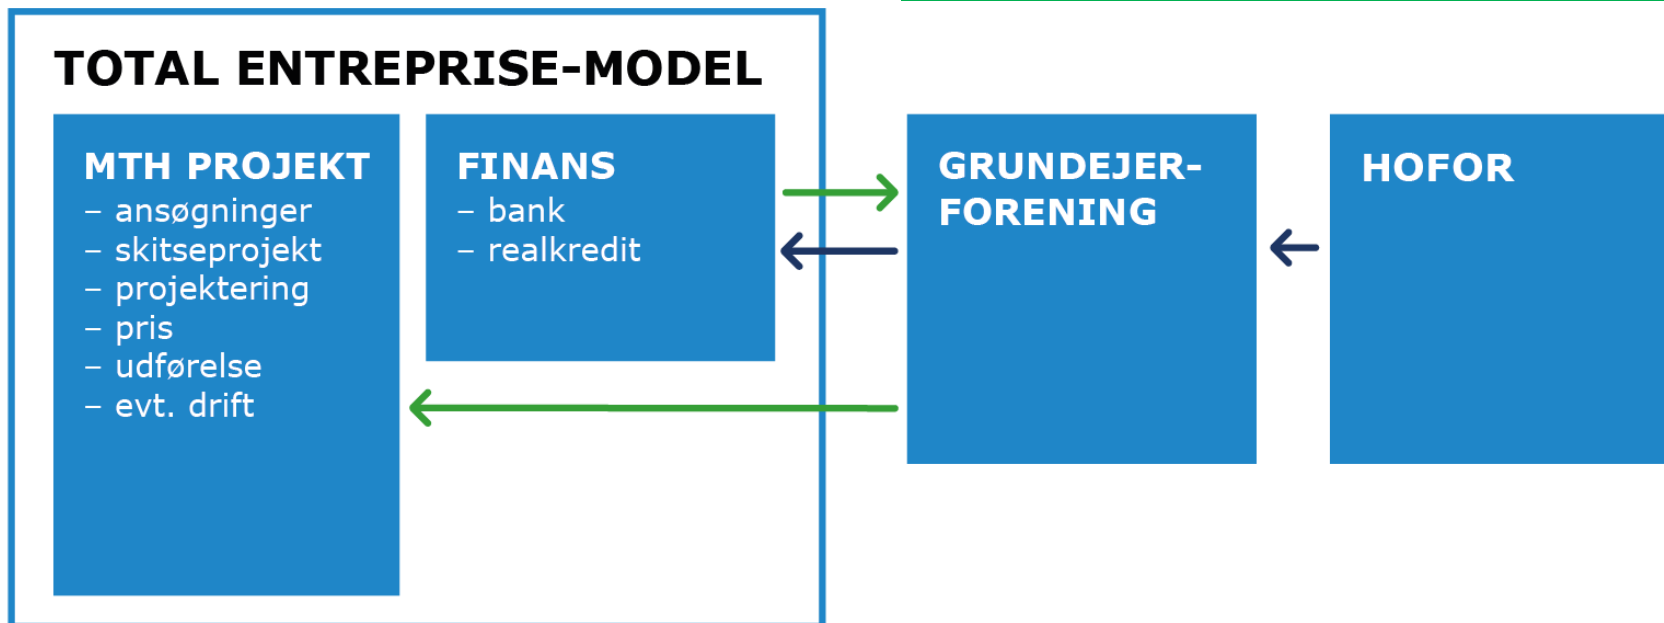 TOTAL ENTREPRISE-MODEL
MTH PROJEKT
– ansøgninger
– skitseprojekt
– projektering
– pris
– udførelse
– evt. drift
FINANS
– bank
– realkredit
GRUNDEJER-
FORENING
HOFOR